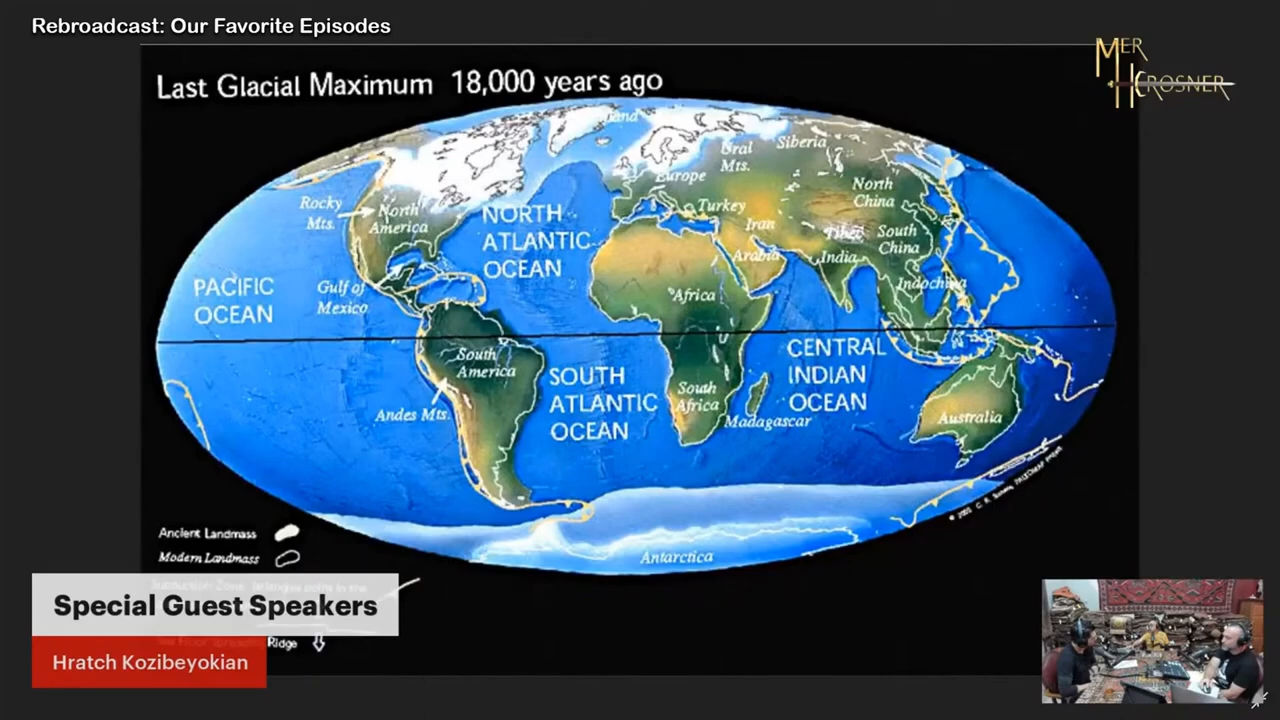 Rebroadcast: Our Favorite Episodes
MER
HEROSNER
Last Glacial Maximum 18,000 years ago
Siberia
Ural
Mts.
Europe
Rocky
Mts.
North
America
NORTH
ATLANTIC
OCEAN
Turkey
Iran
North
China
South
China
Tibet
Arabia
India
Indochina
PACIFIC
OCEAN
Gulf of
Mexico
Africa
South
America
CENTRAL
INDIAN
OCEAN
SOUTH
ATLANTIC
OCEAN
South
Africa
Andes Mts.
Madagascar
Australia
Antarctica
Ancient Landmass
Modern Landmass
Special Guest Speakers
Ridge
Hratch Kozibeyokian